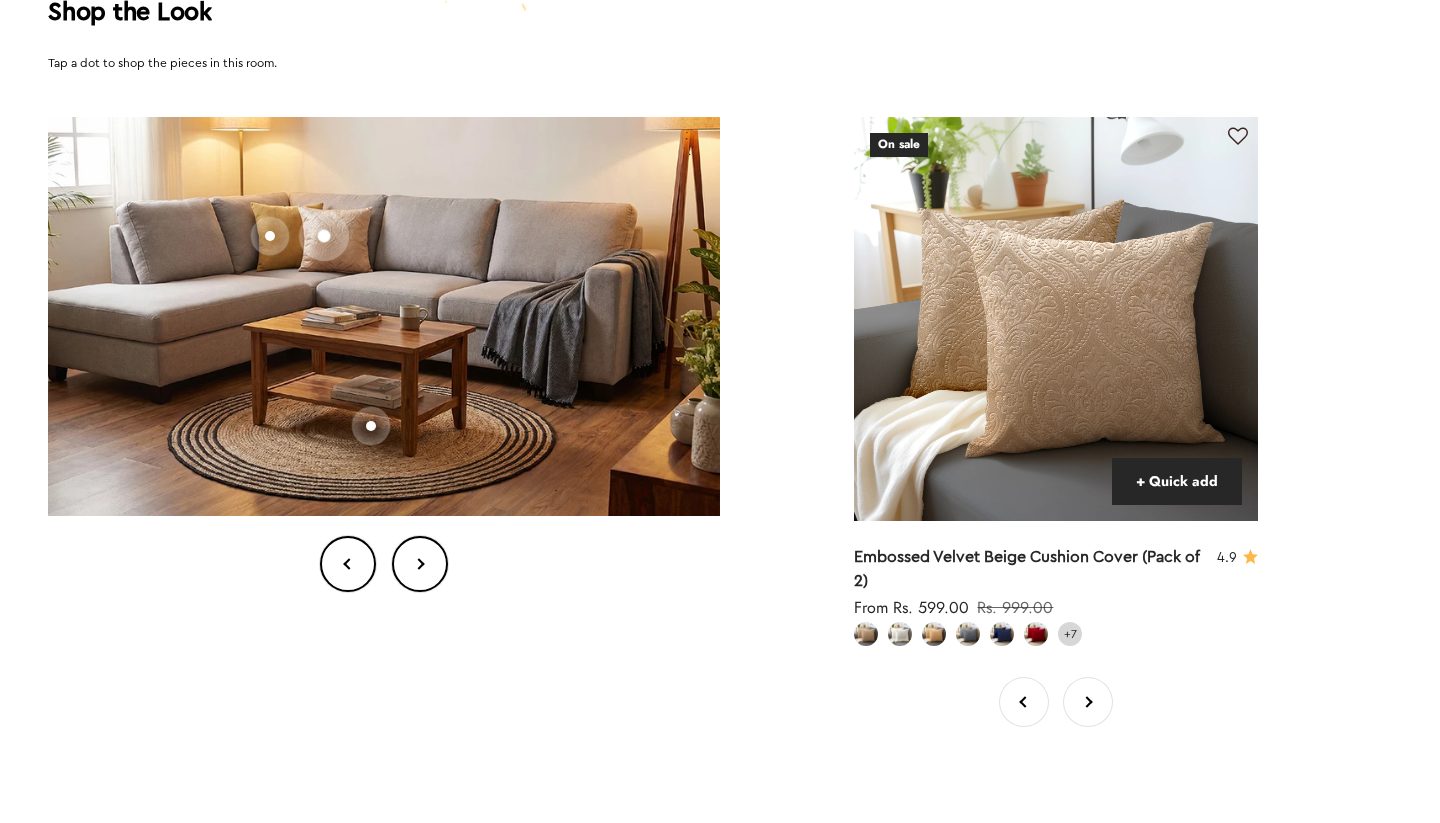 Shop the Look
Tap a dot to shop the pieces in this room.
On sale
+ Quick add
Embossed Velvet Beige Cushion Cover (Pack of
2)
4.9
From Rs. 599.00 Rs. 999.00
+7